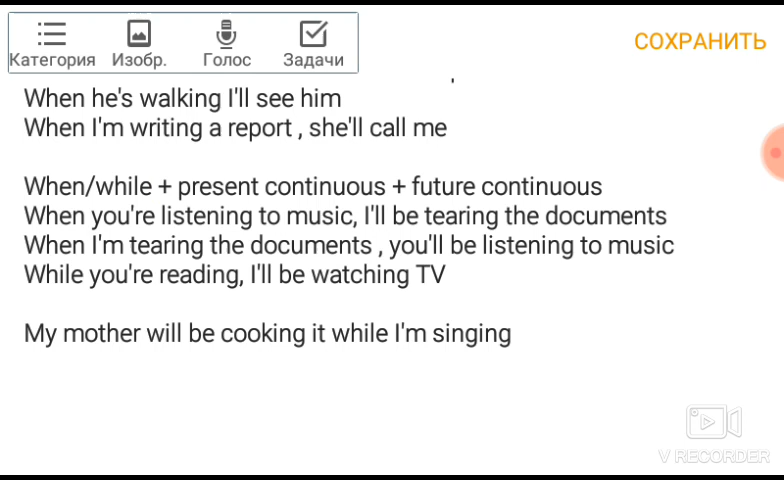 Категория Изобр. Голос Задачи
СОХРАНИТЬ
When he's walking I'll see him
When I'm writing a report , she'll call me
When/while + present continuous + future continuous
When you're listening to music, I'll be tearing the documents
When I'm tearing the documents , you'll be listening to music
While you're reading, I'll be watching TV
My mother will be cooking it while I'm singing
V RECORDER